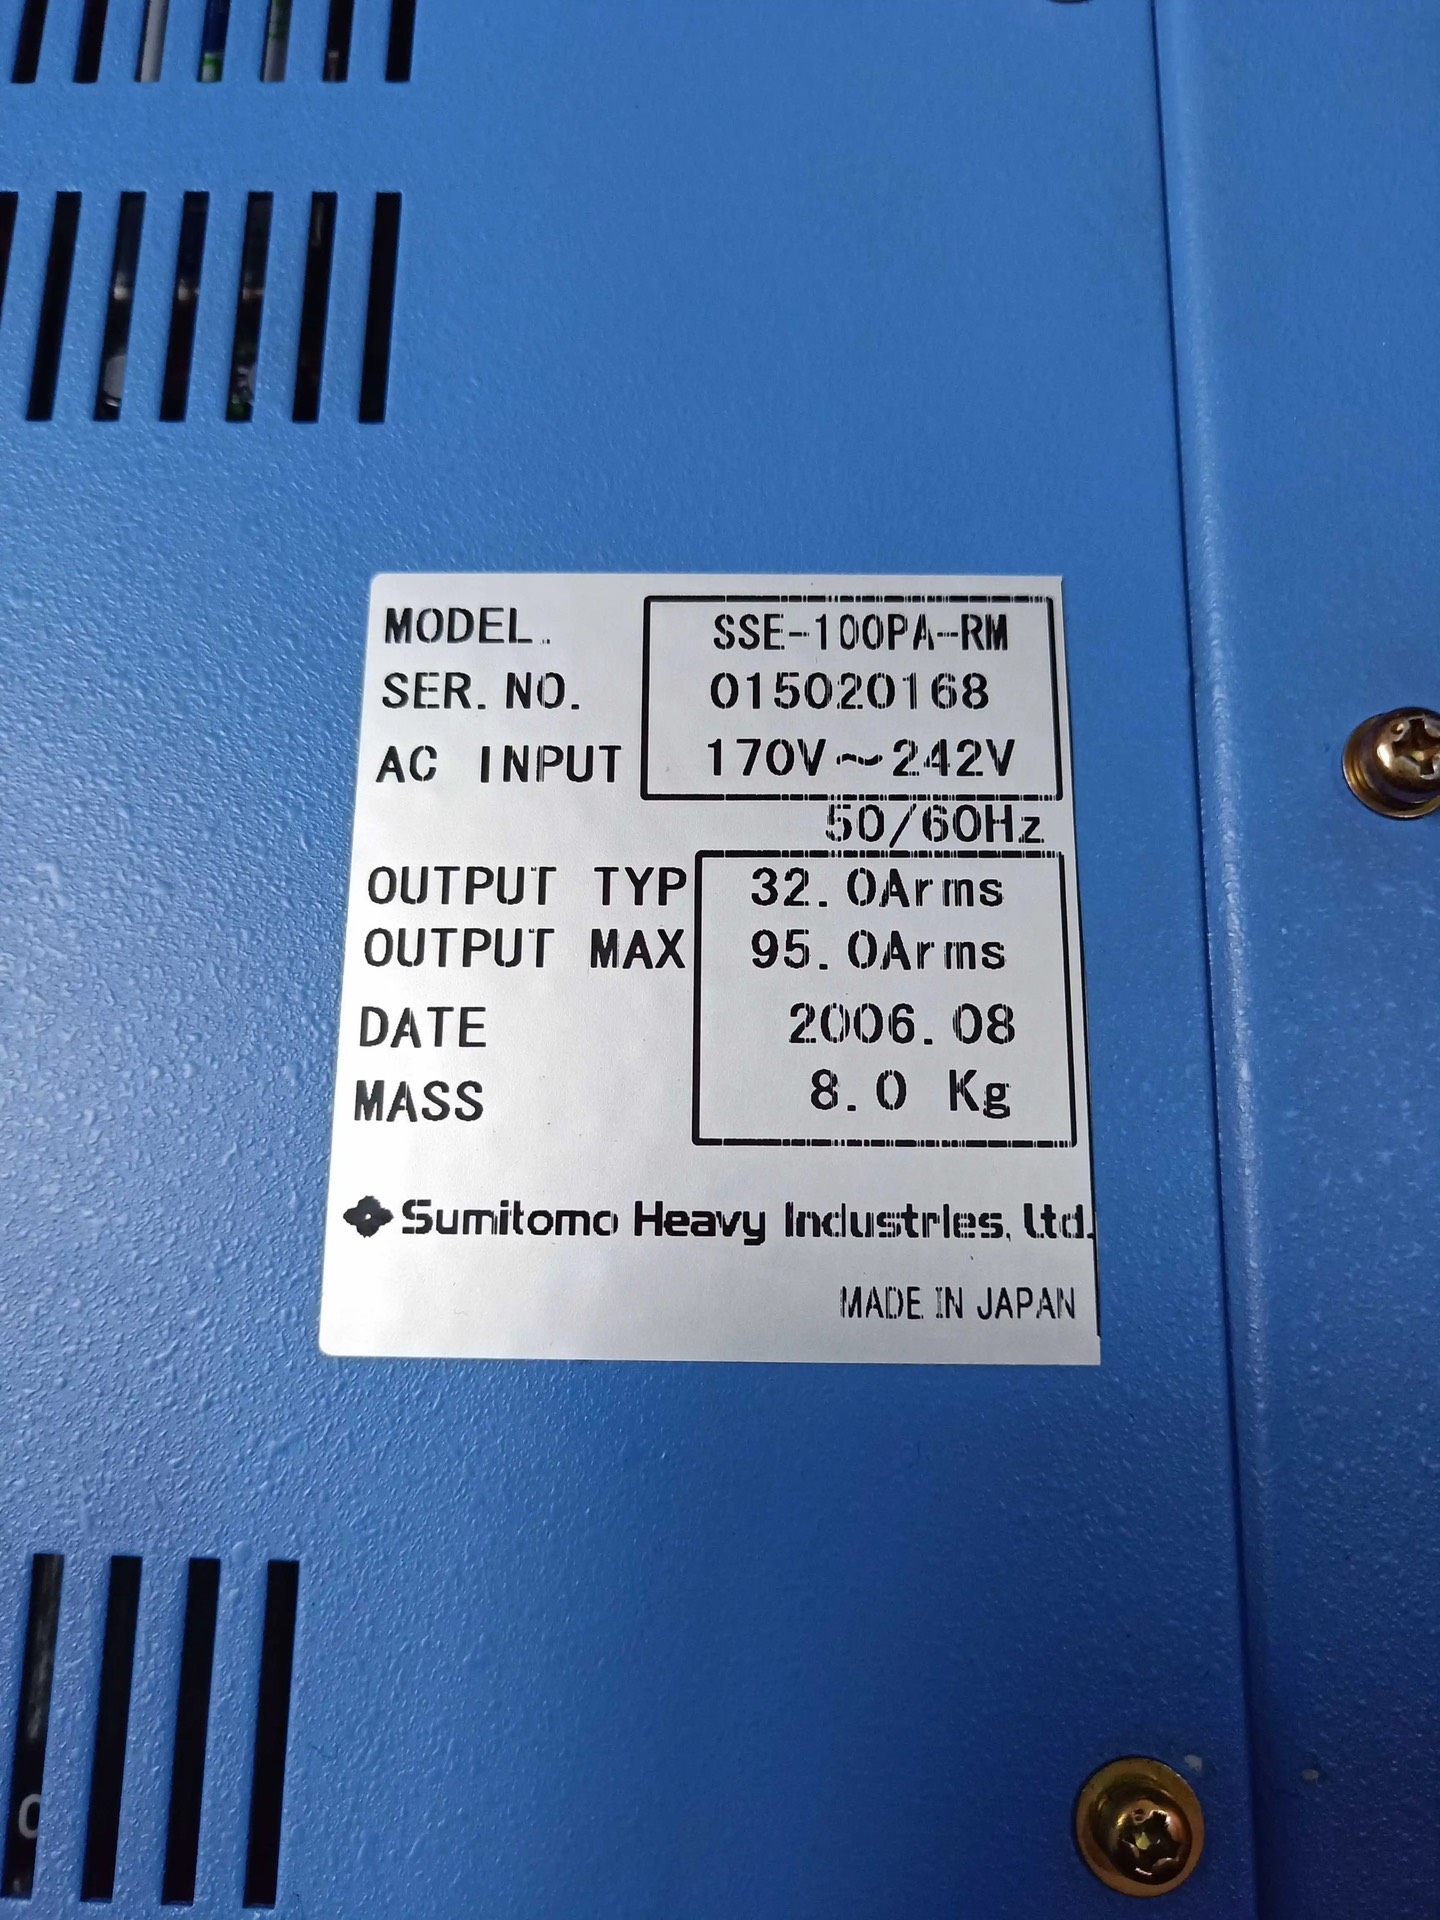 MODEL. SSE-100PA-RM
SER. NO. 015020168
AC INPUT 170V～242V
50/60Hz
OUTPUT TYP 32.0Arms
OUTPUT MAX 95.0Arms
DATE 2006.08
MASS 8.0 Kg
Sumitomo Heavy Industries, Ltd.
MADE IN JAPAN